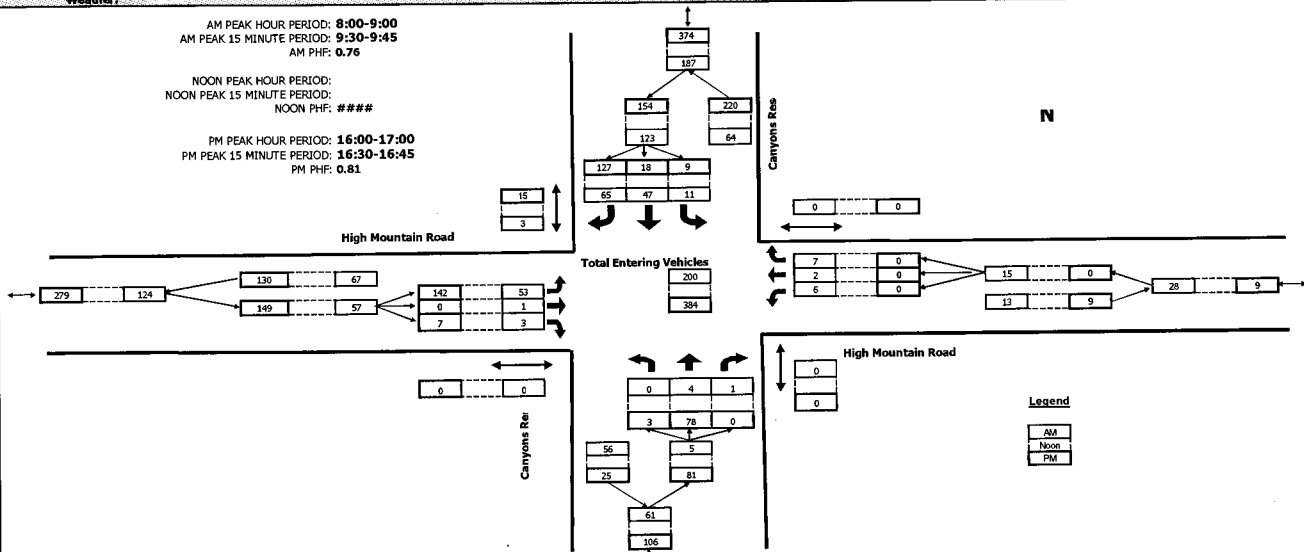 AM PEAK HOUR PERIOD: 8:00-9:00
AM PEAK 15 MINUTE PERIOD: 9:30-9:45
AM PHF: 0.76
NOON PEAK HOUR PERIOD:
NOON PEAK 15 MINUTE PERIOD:
NOON PHF: ####
PM PEAK HOUR PERIOD: 16:00-17:00
PM PEAK 15 MINUTE PERIOD: 16:30-16:45
PM PHF: 0.81
374
187
154 220
123 64
127 18 9
65 47 11
Canyons Res
N
15
3
0 0
High Mountain Road
Total Entering Vehicles
200
384
130 67
279 124
149 57
142 53
0 1
7 3
7 0
2 0
6 0
15 0
13 9
28 9
High Mountain Road
0 0
0
0
Canyons Re
0 4 1
3 78 0
56 5
25 81
61
106
Legend
AM
Noon
PM